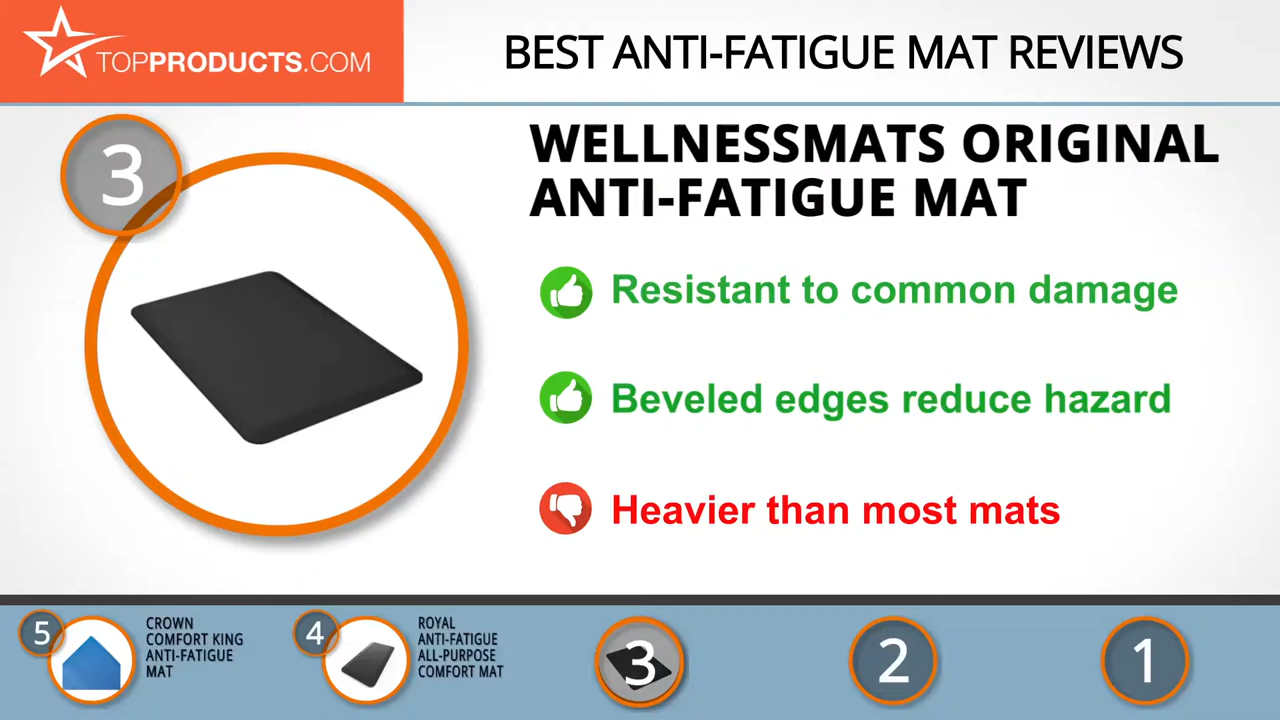 TOPPRODUCTS.COM
BEST ANTI-FATIGUE MAT REVIEWS
3
WELLNESSMATS ORIGINAL
ANTI-FATIGUE MAT
Resistant to common damage
Beveled edges reduce hazard
Heavier than most mats
5
CROWN
COMFORT KING
ANTI-FATIGUE
MAT
4
ROYAL
ANTI-FATIGUE
ALL-PURPOSE
COMFORT MAT
3
2
1